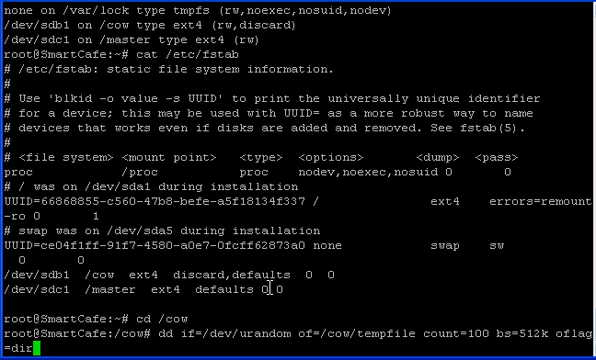 none on /var/lock type tmpfs (rw,noexec,nosuid,nodev)
/dev/sdb1 on /cow type ext4 (rw,discard)
/dev/sdc1 on /master type ext4 (rw)
root@SmartCafe:~# cat /etc/fstab
# /etc/fstab: static file system information.
#
# Use 'blkid -o value -s UUID' to print the universally unique identifier
# for a device; this may be used with UUID= as a more robust way to name
# devices that works even if disks are added and removed. See fstab(5).
#
# <file system> <mount point>   <type>  <options>       <dump>  <pass>
proc            /proc           proc    nodev,noexec,nosuid 0       0
# / was on /dev/sda1 during installation
UUID=66868855-c560-47b8-befe-a5f18134f337 /               ext4    errors=remount
-ro 0       1
# swap was on /dev/sda5 during installation
UUID=ce04f1ff-91f7-4580-a0e7-0fcff62873a0 none            swap    sw
  0       0
/dev/sdb1  /cow  ext4  discard,defaults  0  0
/dev/sdc1  /master  ext4  defaults 0 0
root@SmartCafe:~# cd /cow
root@SmartCafe:/cow# dd if=/dev/urandom of=/cow/tempfile count=100 bs=512k oflag
=dir